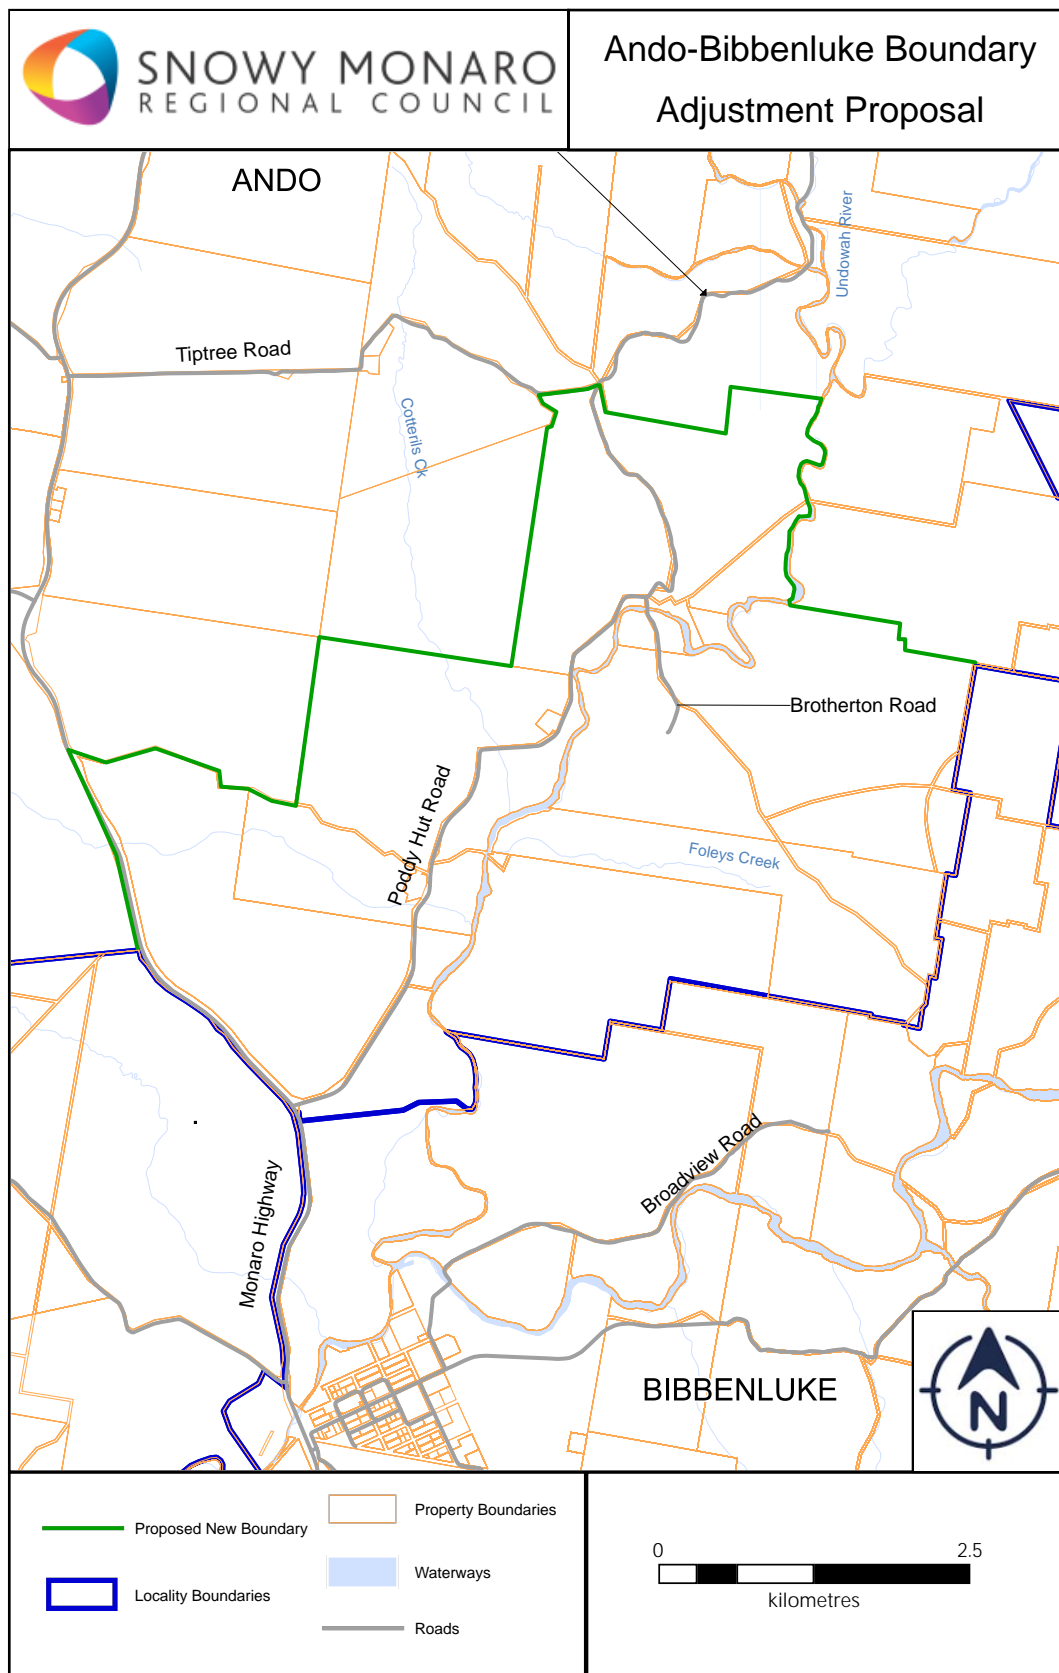 SNOWY MONARO
REGIONAL COUNCIL
Ando-Bibbenluke Boundary
Adjustment Proposal
ANDO
Undowah River
Tiptree Road
Cotterils Ck
Brotherton Road
Poddy Hut Road
Foleys Creek
Broadview Road
Monaro Highway
BIBBENLUKE
N
Proposed New Boundary
Locality Boundaries
Property Boundaries
Waterways
Roads
0 2.5
kilometres